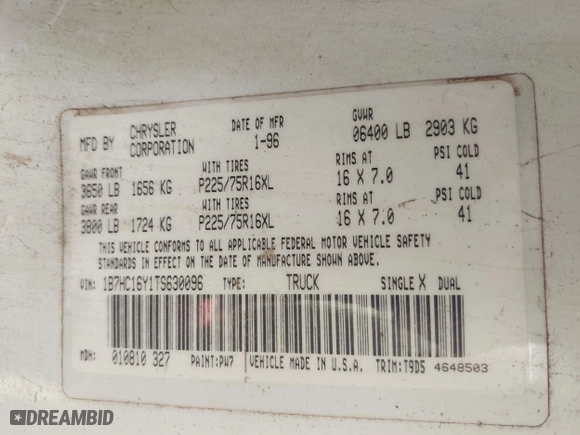 MFD BY CHRYSLER CORPORATION DATE OF MFR 1-96 GVWR 06400 LB 2903 KG
GAWR FRONT WITH TIRES RIMS AT PSI COLD
3650 LB 1656 KG P225/75R16XL 16 X 7.0 41
GAWR REAR WITH TIRES RIMS AT PSI COLD
3800 LB 1724 KG P225/75R16XL 16 X 7.0 41
THIS VEHICLE CONFORMS TO ALL APPLICABLE FEDERAL MOTOR VEHICLE SAFETY
STANDARDS IN EFFECT ON THE DATE OF MANUFACTURE SHOWN ABOVE.
VIN: 1B7HC16Y1TS630096 TYPE: TRUCK SINGLE X DUAL
MDH: 010810 327 PAINT:PW7 VEHICLE MADE IN U.S.A. TRIM:T9D5 4648503
DREAMBID